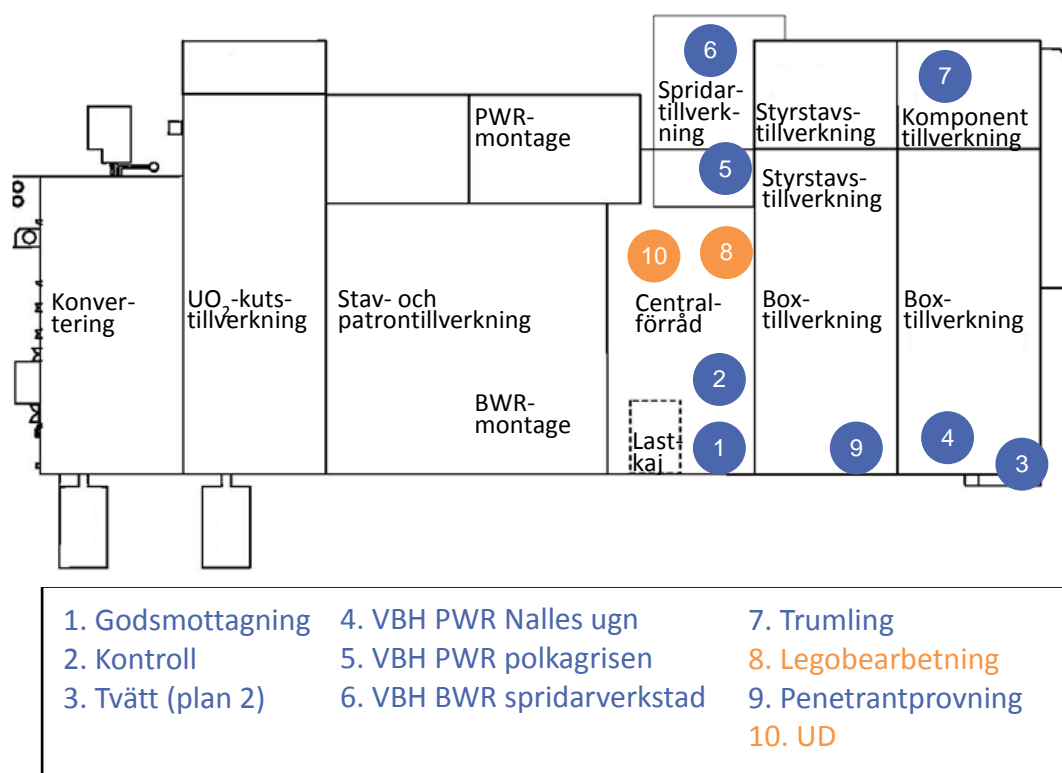 6
7
Spridar-
tillverk-
ning
Styrstavs-
tillverkning
Komponent
tillverkning
PWR-
montage
5
Styrstavs-
tillverkning
10
8
Konver-
tering
UO2-kuts-
tillverkning
Stav- och
patrontillverkning
Central-
förråd
Box-
tillverkning
Box-
tillverkning
2
BWR-
montage
Last-
kaj
1
9
4
3
1. Godsmottagning
2. Kontroll
3. Tvätt (plan 2)
4. VBH PWR Nalles ugn
5. VBH PWR polkagrisen
6. VBH BWR spridarverkstad
7. Trumling
8. Legobearbetning
9. Penetrantprovning
10. UD